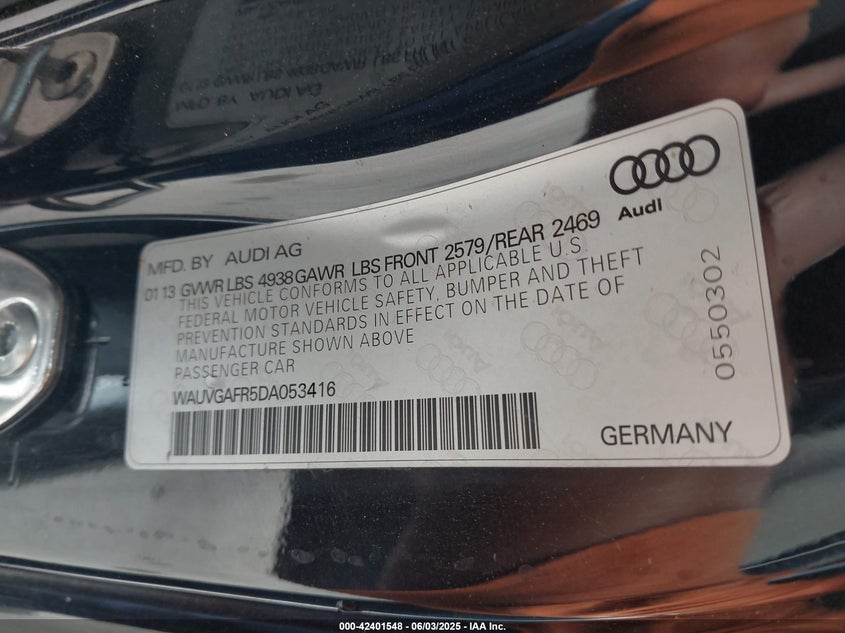 Audi
MFD. BY AUDI AG
01 13 GVWR LBS 4938 GAWR LBS FRONT 2579/REAR 2469
THIS VEHICLE CONFORMS TO ALL APPLICABLE U.S.
FEDERAL MOTOR VEHICLE SAFETY, BUMPER AND THEFT
PREVENTION STANDARDS IN EFFECT ON THE DATE OF
MANUFACTURE SHOWN ABOVE
PASSENGER CAR
WAUVGAFR5DA053416
GERMANY
0550302
000-42401548 - 06/03/2025 - IAA Inc.